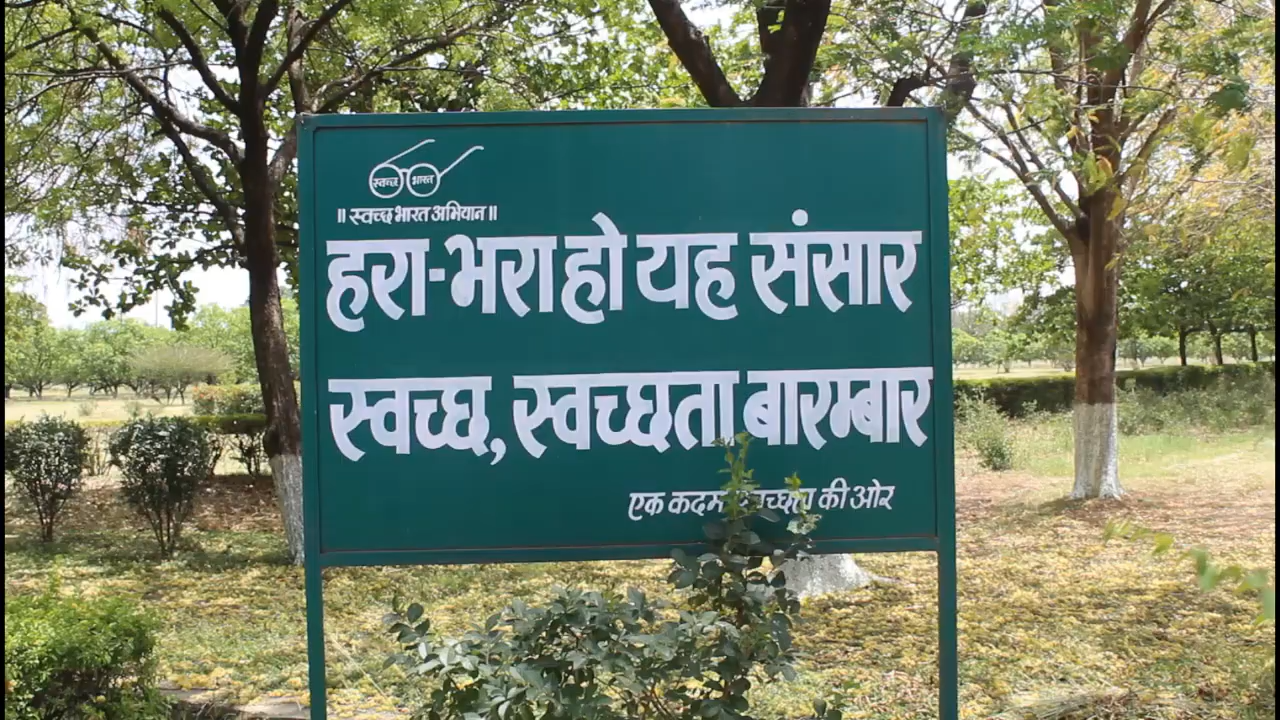 स्वच्छ भारत
॥ स्वच्छ भारत अभियान ॥
हरा-भरा हो यह संसार
स्वच्छ, स्वच्छता बारम्बार
एक कदम स्वच्छता की ओर